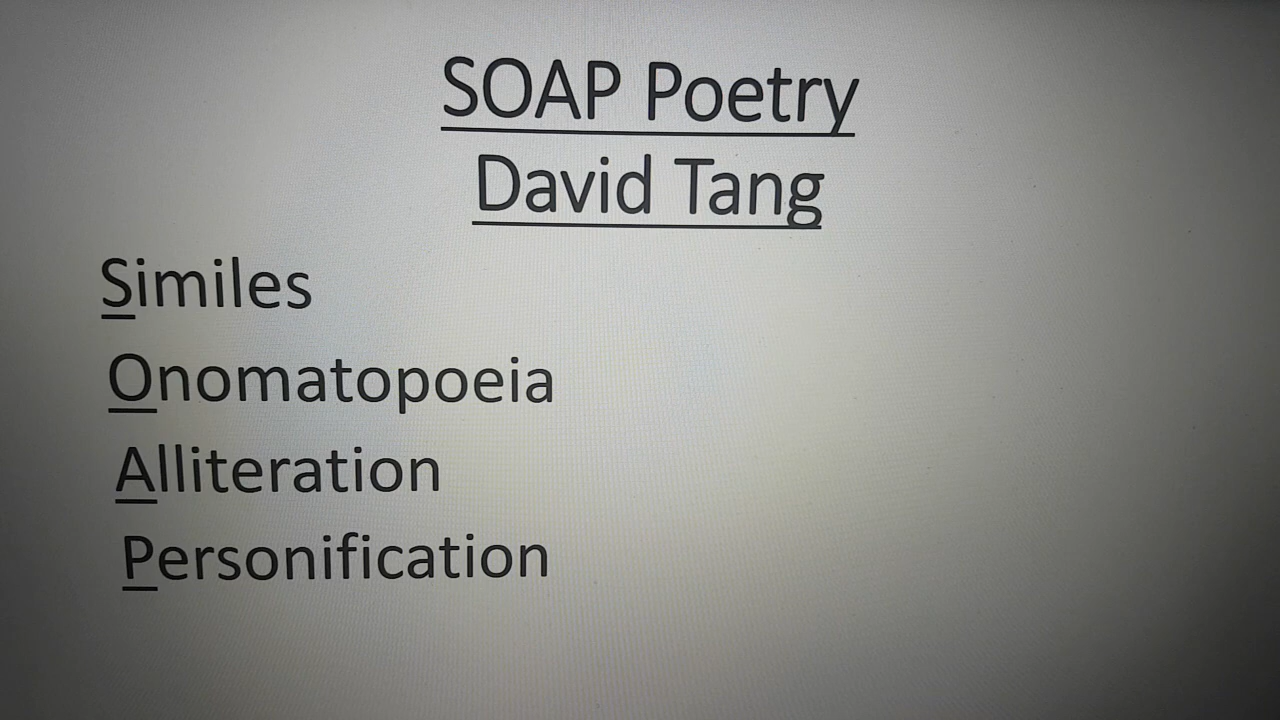 SOAP Poetry
David Tang
Similes
Onomatopoeia
Alliteration
Personification